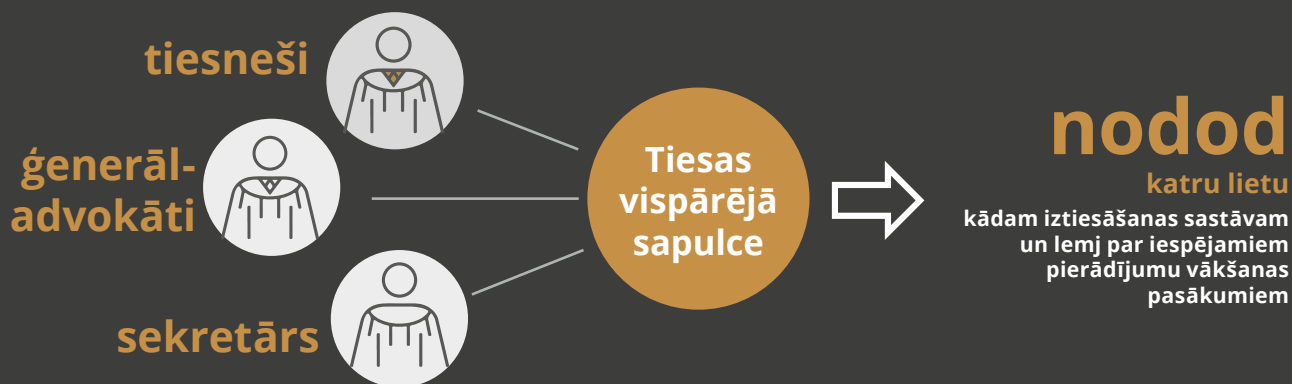 tiesneši
ģenerāl-
advokāti
sekretārs
Tiesas
vispārējā
sapulce
nodod
katru lietu
kādam iztiesāšanas sastāvam
un lemj par iespējamiem
pierādījumu vākšanas
pasākumiem